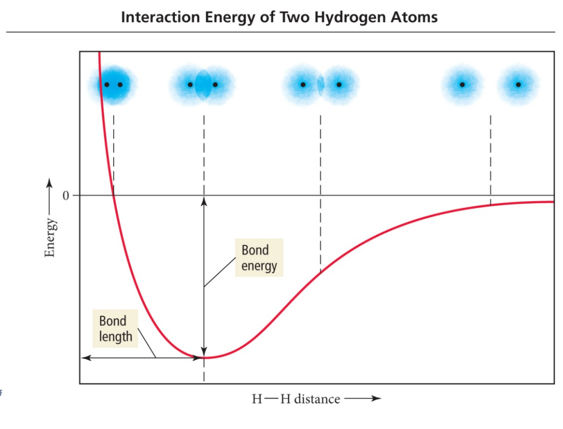 Interaction Energy of Two Hydrogen Atoms
0
Energy
Bond
energy
Bond
length
H—H distance